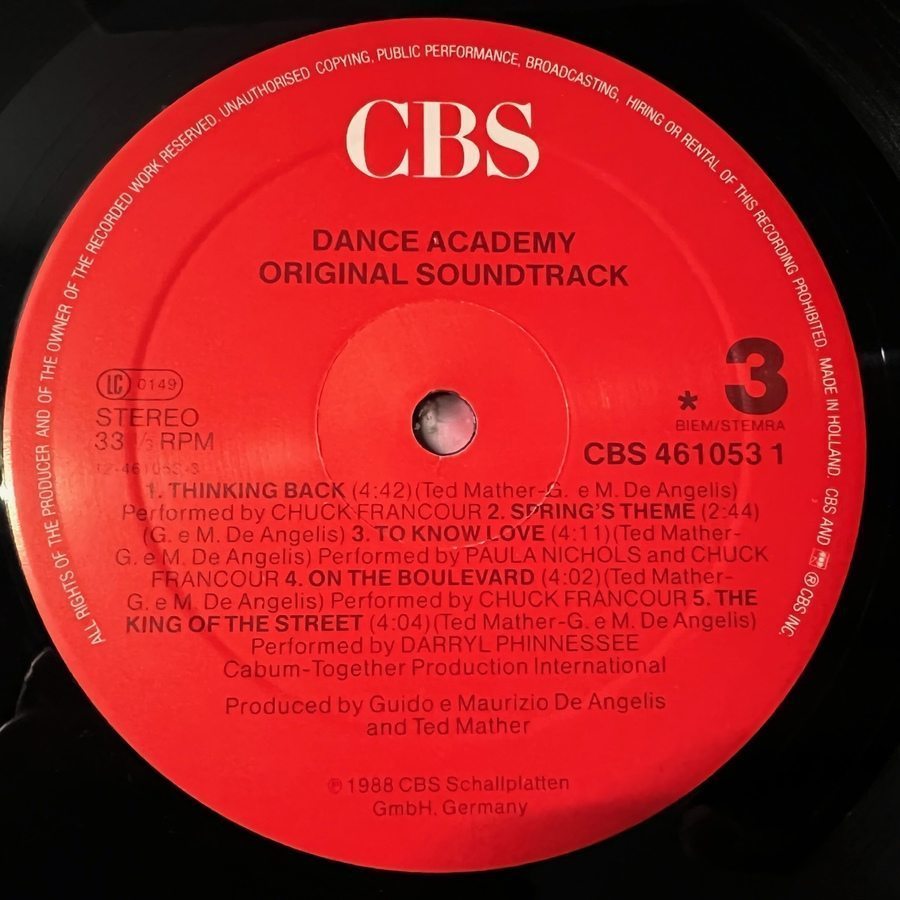 ALL RIGHTS OF THE PRODUCER AND OF THE OWNER OF THE RECORDED WORK RESERVED. UNAUTHORISED COPYING, PUBLIC PERFORMANCE, BROADCASTING, HIRING OR RENTAL OF THIS RECORDING PROHIBITED. MADE IN HOLLAND. CBS AND ® CBS INC.
CBS
DANCE ACADEMY
ORIGINAL SOUNDTRACK
LC 0149
STEREO
33 ⅓ RPM
3
*
BIEM/STEMRA
CBS 461053 1
1. THINKING BACK (4:42) (Ted Mather-G. e M. De Angelis)
Performed by CHUCK FRANCOUR 2. SPRING'S THEME (2:44)
(G. e M. De Angelis) 3. TO KNOW LOVE (4:11) (Ted Mather-
G. e M. De Angelis) Performed by PAULA NICHOLS and CHUCK
FRANCOUR 4. ON THE BOULEVARD (4:02) (Ted Mather-
G. e M. De Angelis) Performed by CHUCK FRANCOUR 5. THE
KING OF THE STREET (4:04) (Ted Mather-G. e M. De Angelis)
Performed by DARRYL PHINNESSEE
Cabum-Together Production International
Produced by Guido e Maurizio De Angelis
and Ted Mather
℗ 1988 CBS Schallplatten
GmbH, Germany